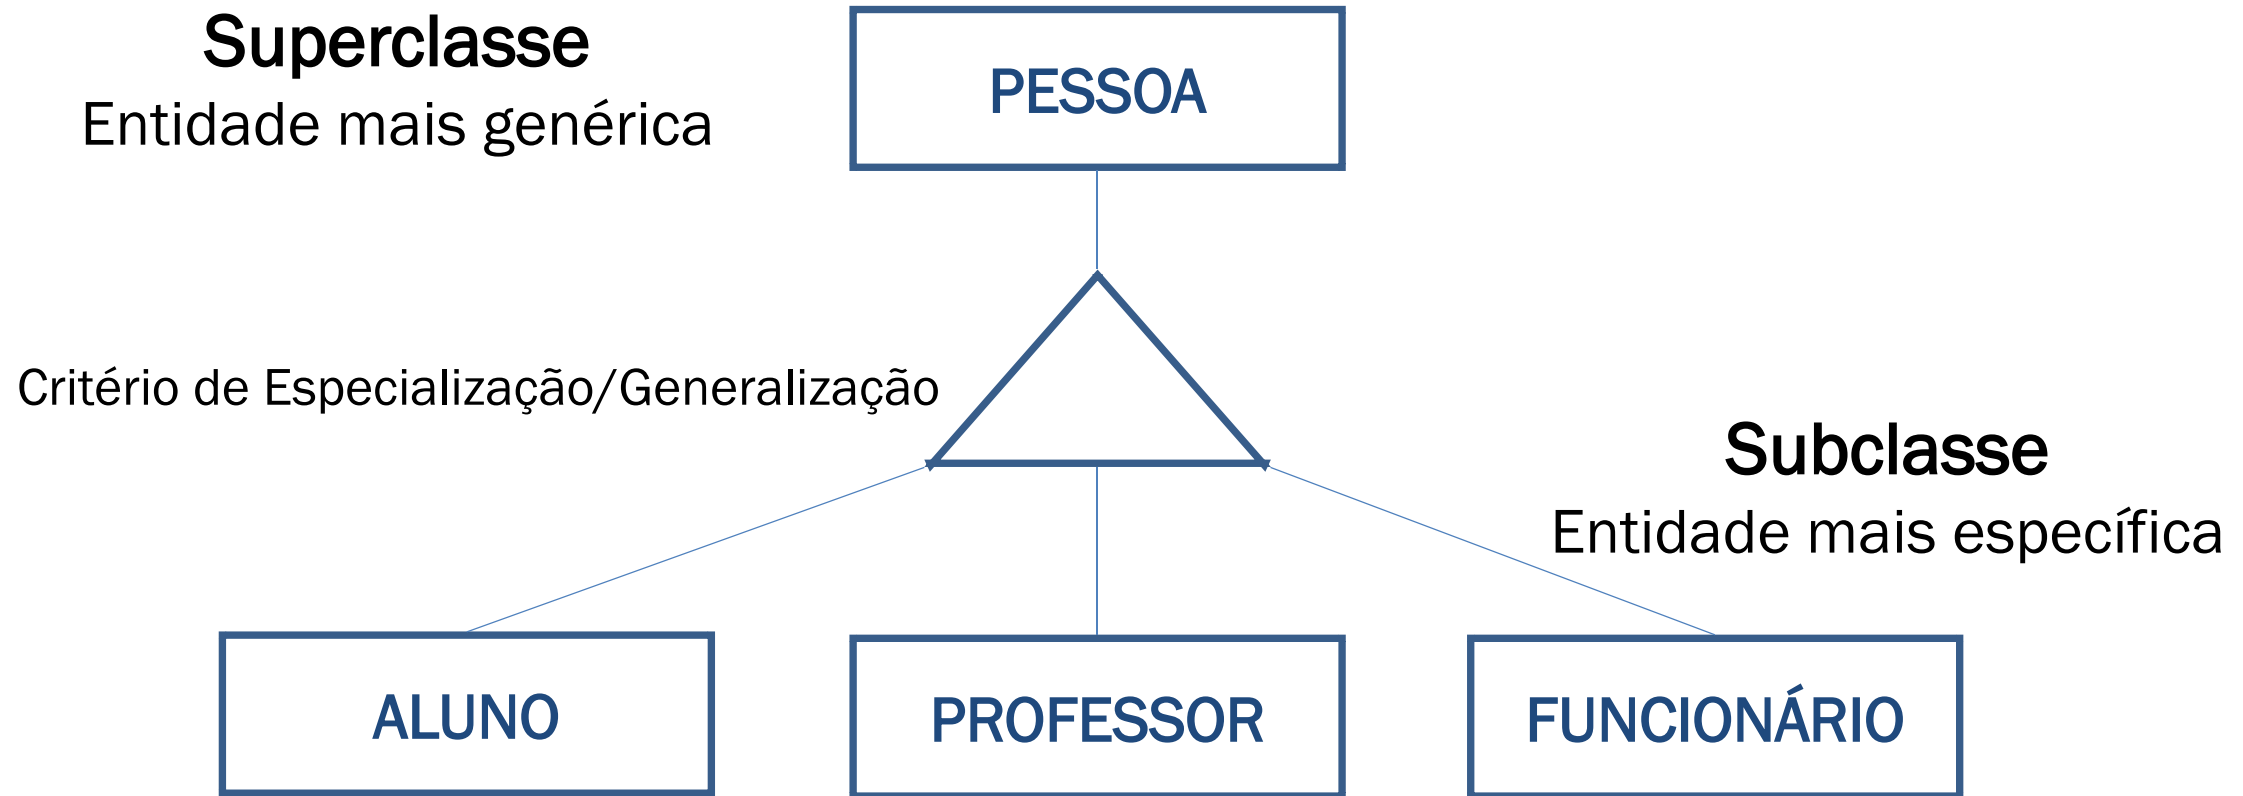 Superclasse
Entidade mais genérica
PESSOA
Critério de Especialização/Generalização
Subclasse
Entidade mais específica
ALUNO
PROFESSOR
FUNCIONÁRIO